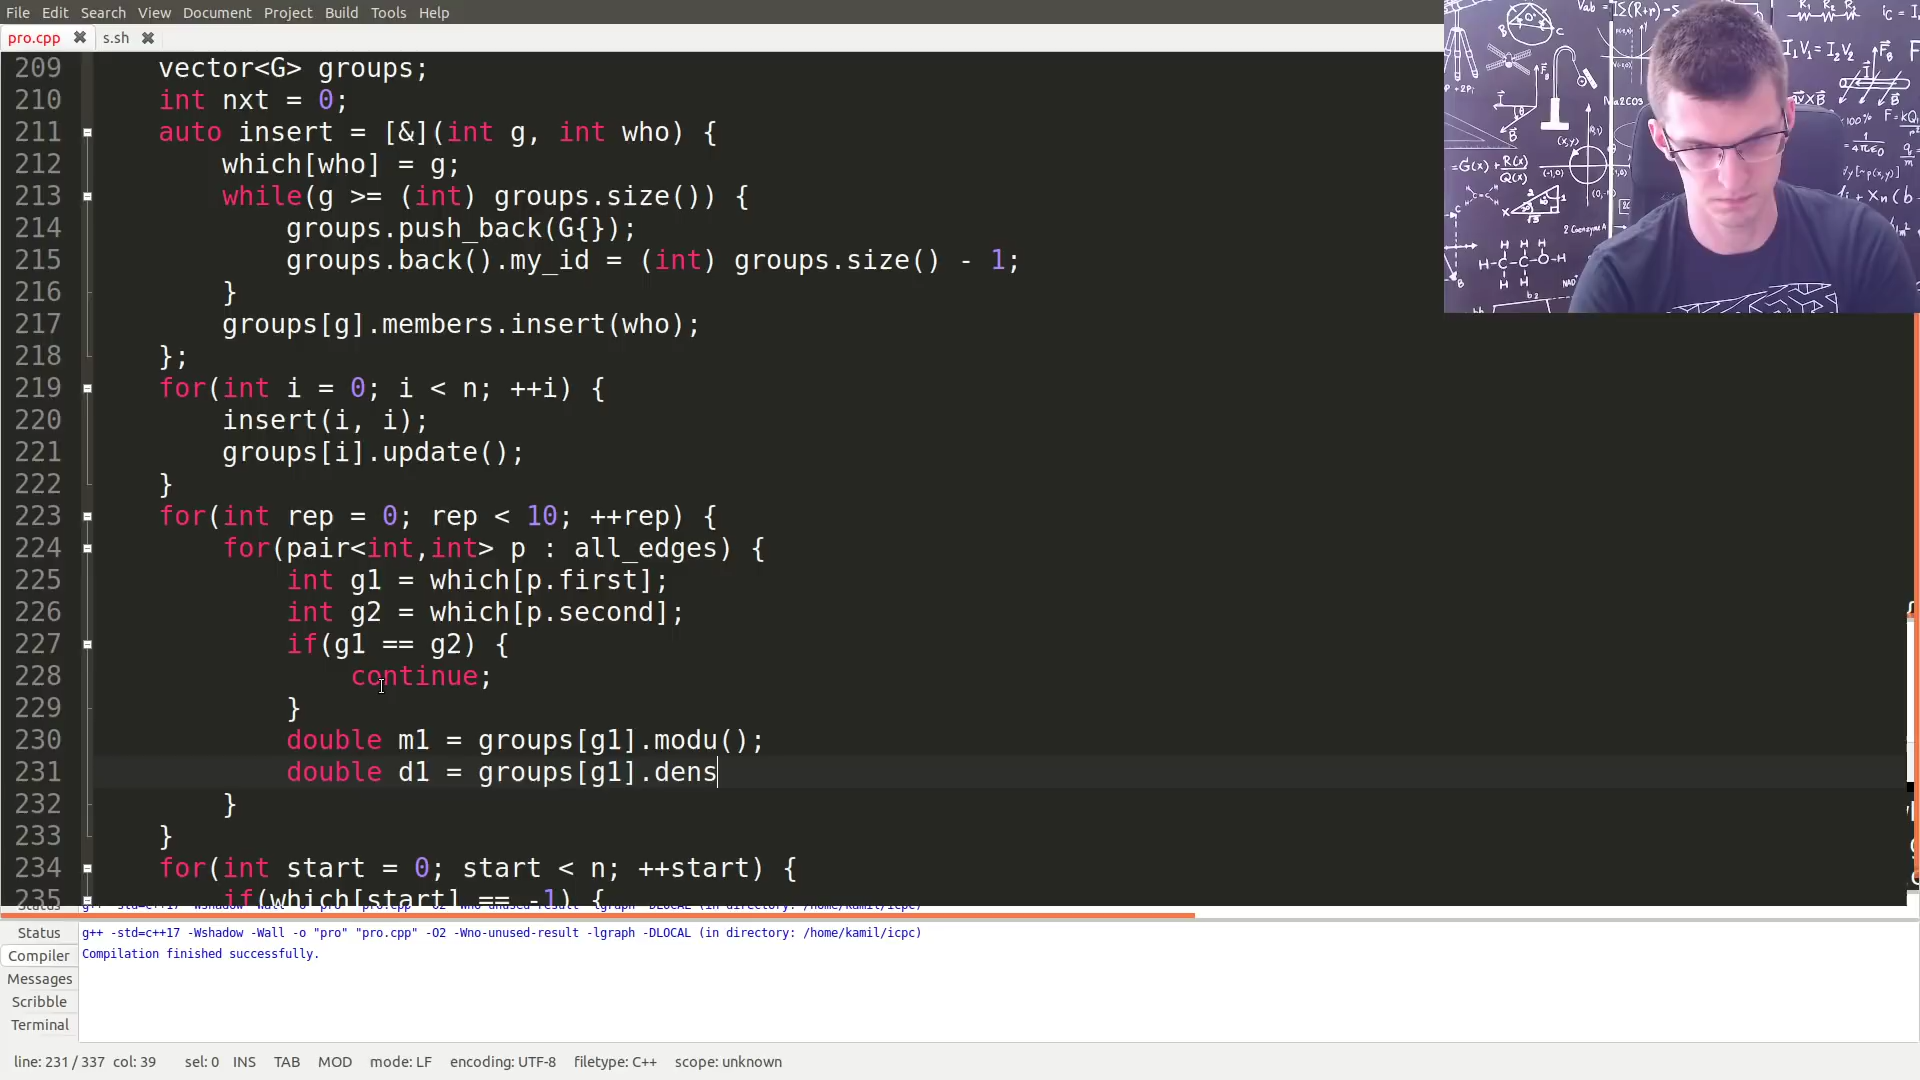 File Edit Search View Document Project Build Tools Help
pro.cpp ✖ s.sh ✖
209 vector<G> groups;
210 int nxt = 0;
211 auto insert = [&](int g, int who) {
212 which[who] = g;
213 while(g >= (int) groups.size()) {
214 groups.push_back(G{});
215 groups.back().my_id = (int) groups.size() - 1;
216 }
217 groups[g].members.insert(who);
218 };
219 for(int i = 0; i < n; ++i) {
220 insert(i, i);
221 groups[i].update();
222 }
223 for(int rep = 0; rep < 10; ++rep) {
224 for(pair<int,int> p : all_edges) {
225 int g1 = which[p.first];
226 int g2 = which[p.second];
227 if(g1 == g2) {
228 continue;
229 }
230 double m1 = groups[g1].modu();
231 double d1 = groups[g1].dens
232 }
233 }
234 for(int start = 0; start < n; ++start) {
235 if(which[start] == -1) {
Status
Compiler
Messages
Scribble
Terminal
g++ -std=c++17 -Wshadow -Wall -o "pro" "pro.cpp" -O2 -Wno-unused-result -lgraph -DLOCAL (in directory: /home/kamil/icpc)
Compilation finished successfully.
line: 231 / 337 col: 39 sel: 0 INS TAB MOD mode: LF encoding: UTF-8 filetype: C++ scope: unknown